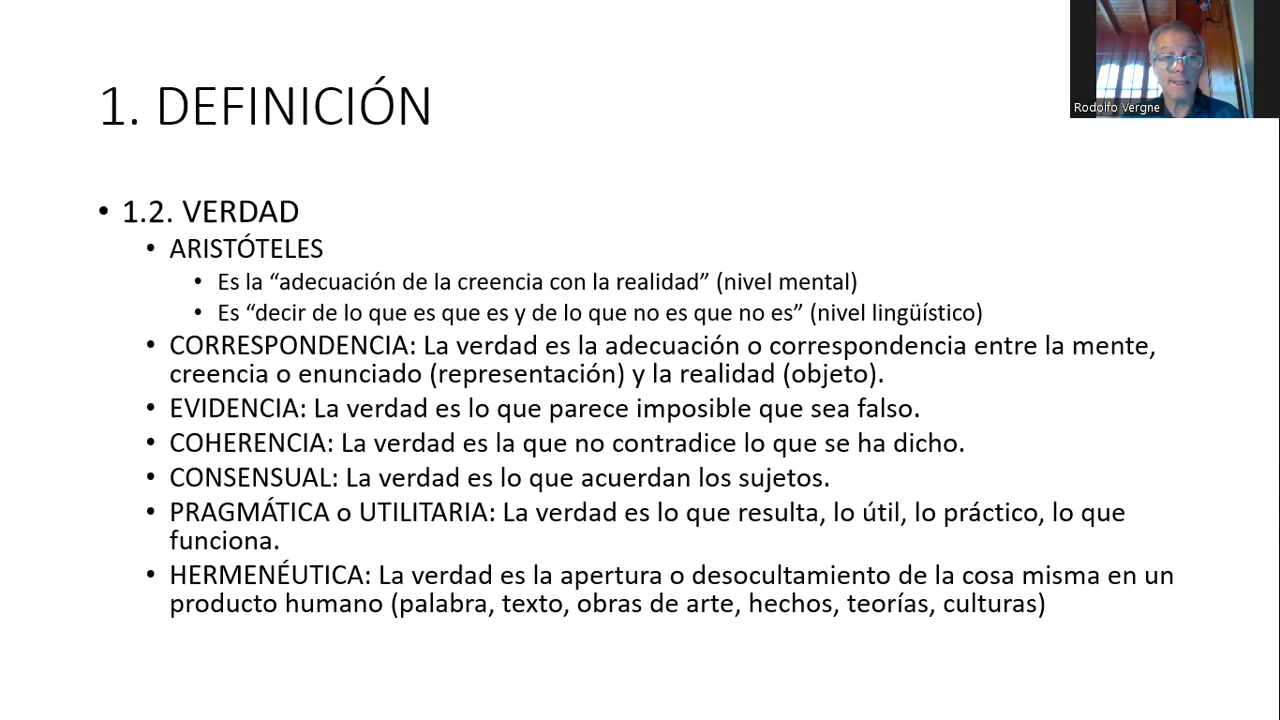 Rodolfo Vergne
1. DEFINICIÓN
• 1.2. VERDAD
• ARISTÓTELES
• Es la “adecuación de la creencia con la realidad” (nivel mental)
• Es “decir de lo que es que es y de lo que no es que no es” (nivel lingüístico)
• CORRESPONDENCIA: La verdad es la adecuación o correspondencia entre la mente,
creencia o enunciado (representación) y la realidad (objeto).
• EVIDENCIA: La verdad es lo que parece imposible que sea falso.
• COHERENCIA: La verdad es la que no contradice lo que se ha dicho.
• CONSENSUAL: La verdad es lo que acuerdan los sujetos.
• PRAGMÁTICA o UTILITARIA: La verdad es lo que resulta, lo útil, lo práctico, lo que
funciona.
• HERMENÉUTICA: La verdad es la apertura o desocultamiento de la cosa misma en un
producto humano (palabra, texto, obras de arte, hechos, teorías, culturas)